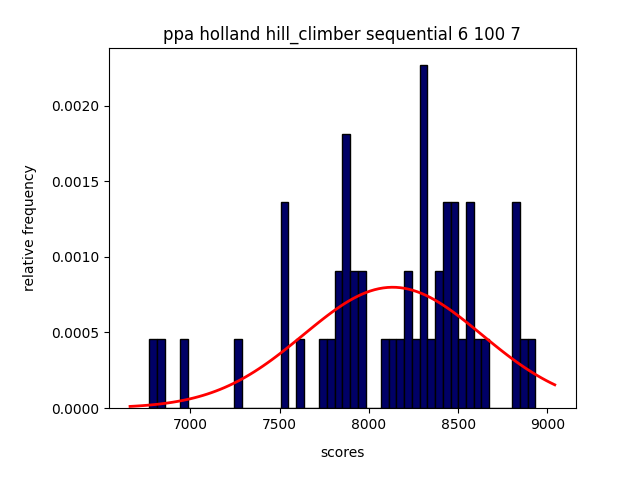 ppa holland hill_climber sequential 6 100 7
relative frequency
0.0020
0.0015
0.0010
0.0005
0.0000
7000 7500 8000 8500 9000
scores